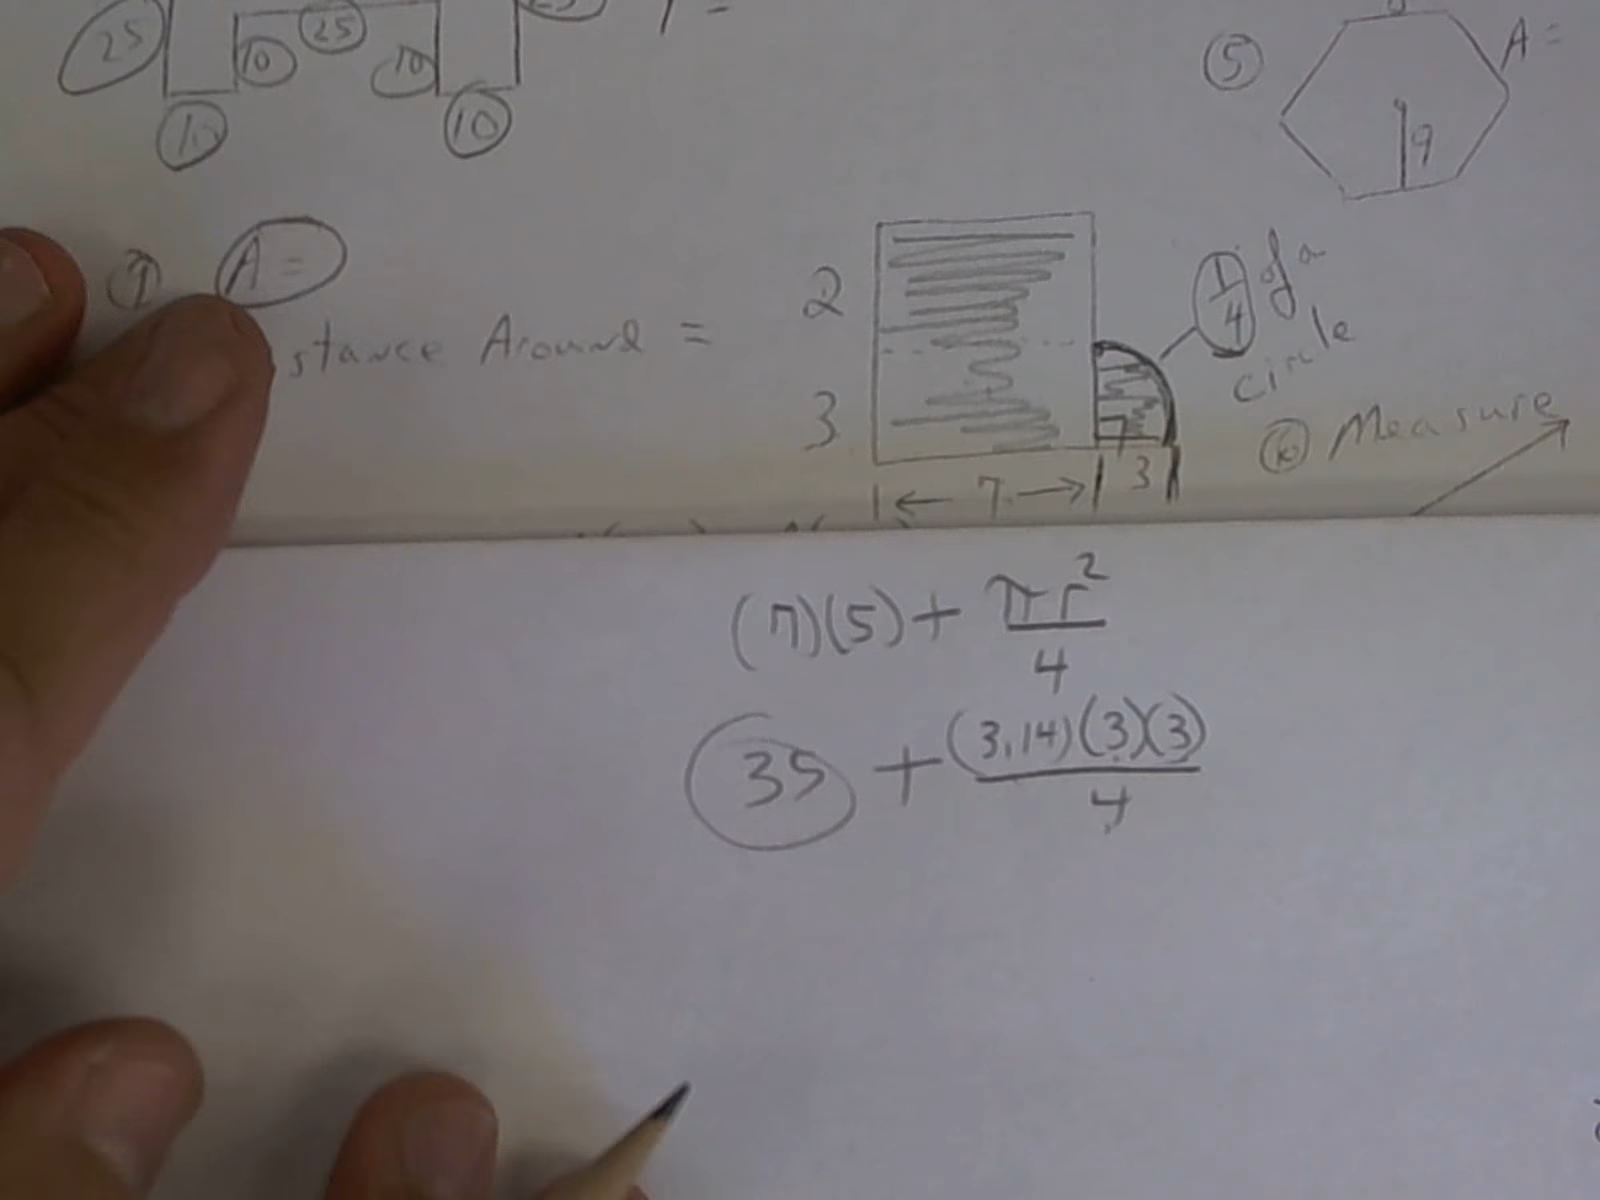 25 10 25 10
10 10
5 A =
9
A =
stance Around =
2
3
1/4 of a
circle
Measure
7 3
(7)(5) + πr²/4
35 + (3.14)(3)(3)/4